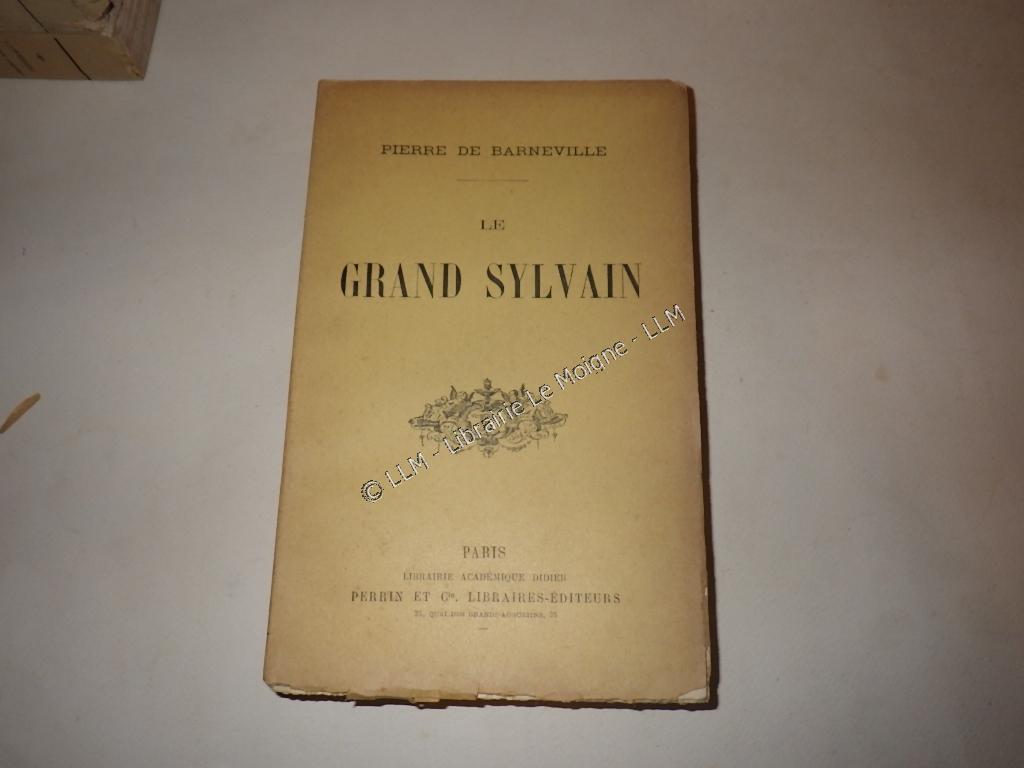 PIERRE DE BARNEVILLE
LE
GRAND SYLVAIN
© LLM - Librairie Le Moigne - LLM
PARIS
LIBRAIRIE ACADÉMIQUE DIDIER
PERRIN ET Cie, LIBRAIRES-ÉDITEURS
35, QUAI DES GRANDS-AUGUSTINS, 35